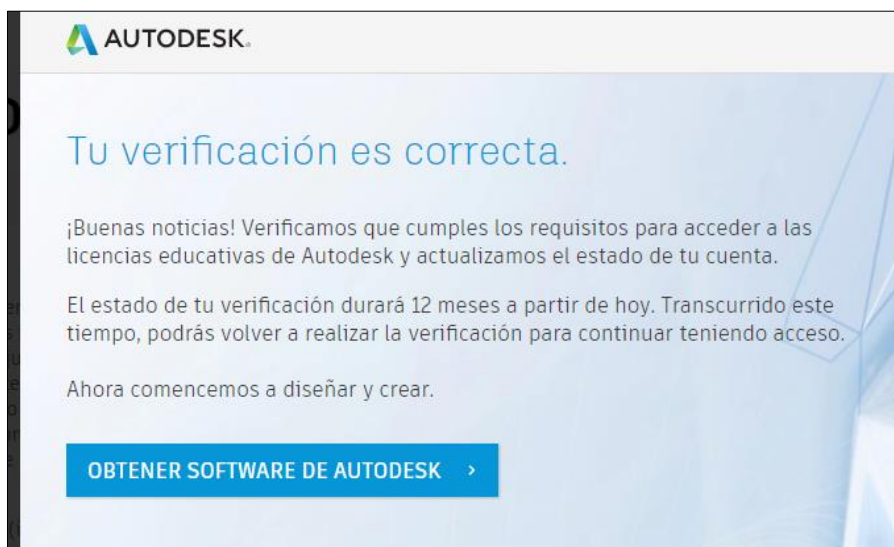 AUTODESK.
Tu verificación es correcta.
¡Buenas noticias! Verificamos que cumples los requisitos para acceder a las
licencias educativas de Autodesk y actualizamos el estado de tu cuenta.
El estado de tu verificación durará 12 meses a partir de hoy. Transcurrido este
tiempo, podrás volver a realizar la verificación para continuar teniendo acceso.
Ahora comencemos a diseñar y crear.
OBTENER SOFTWARE DE AUTODESK >